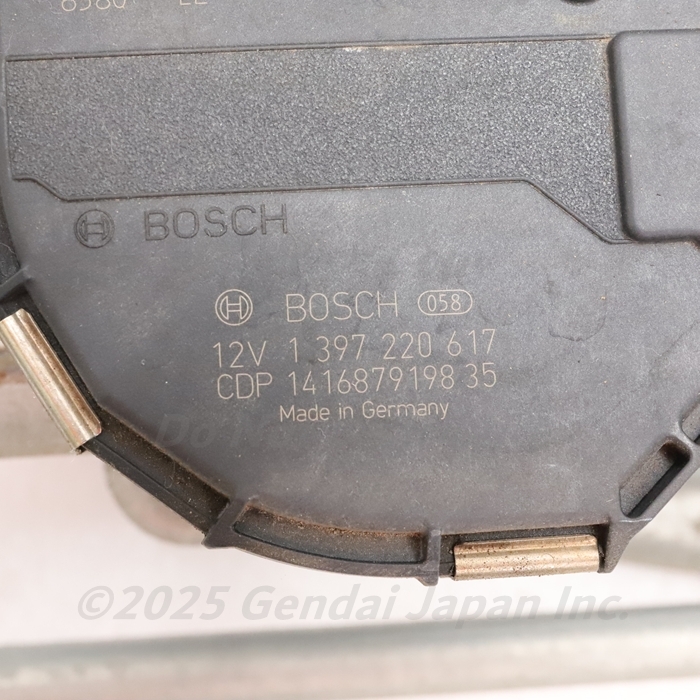 BOSCH
BOSCH 058
12V 1 397 220 617
CDP 1416879198 35
Made in Germany
©2025 Gendai Japan Inc.